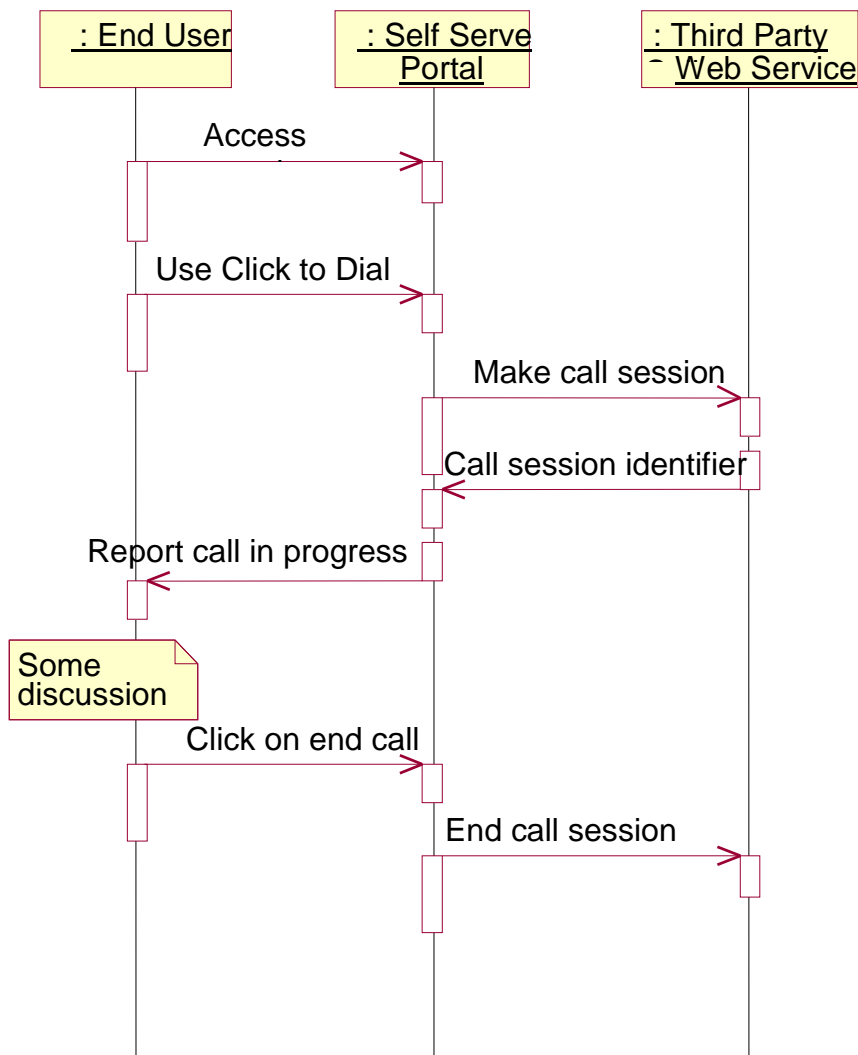 : End User
: Self Serve
Portal
: Third Party
Web Service
Access
Use Click to Dial
Make call session
Call session identifier
Report call in progress
Some
discussion
Click on end call
End call session